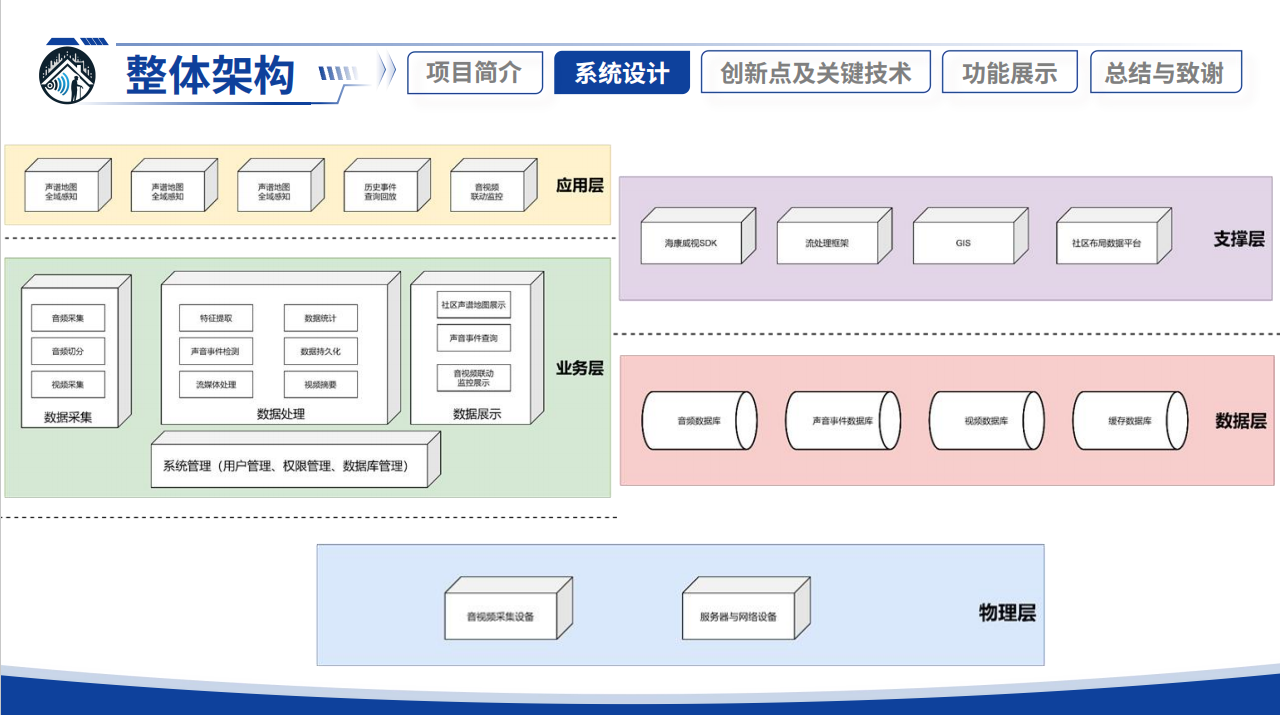 整体架构
项目简介
系统设计
创新点及关键技术
功能展示
总结与致谢
声谱地图
全域感知
声谱地图
全域感知
声谱地图
全域感知
历史事件
查询回放
音视频
联动监控
应用层
音频采集
音频切分
视频采集
数据采集
特征提取
数据统计
声音事件检测
数据持久化
流媒体处理
视频摘要
数据处理
社区声谱地图展示
声音事件查询
音视频联动
监控展示
数据展示
业务层
系统管理（用户管理、权限管理、数据库管理）
海康威视SDK
流处理框架
GIS
社区布局数据平台
支撑层
音频数据库
声音事件数据库
视频数据库
缓存数据库
数据层
音视频采集设备
服务器与网络设备
物理层